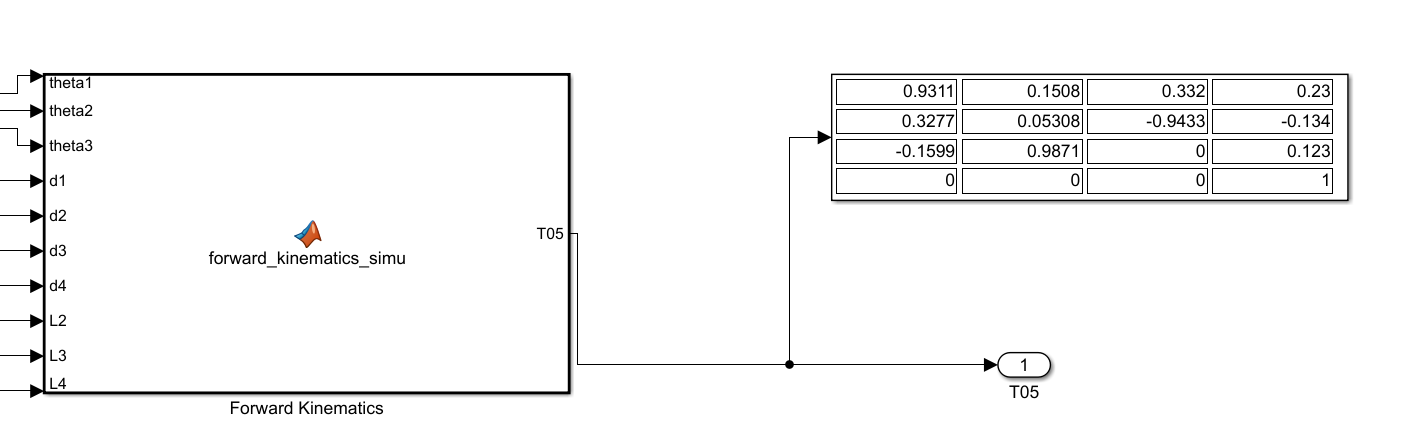 theta1
theta2
theta3
d1
d2
d3
d4
L2
L3
L4
forward_kinematics_simu
T05
Forward Kinematics
0.9311 0.1508 0.332 0.23
0.3277 0.05308 -0.9433 -0.134
-0.1599 0.9871 0 0.123
0 0 0 1
1
T05